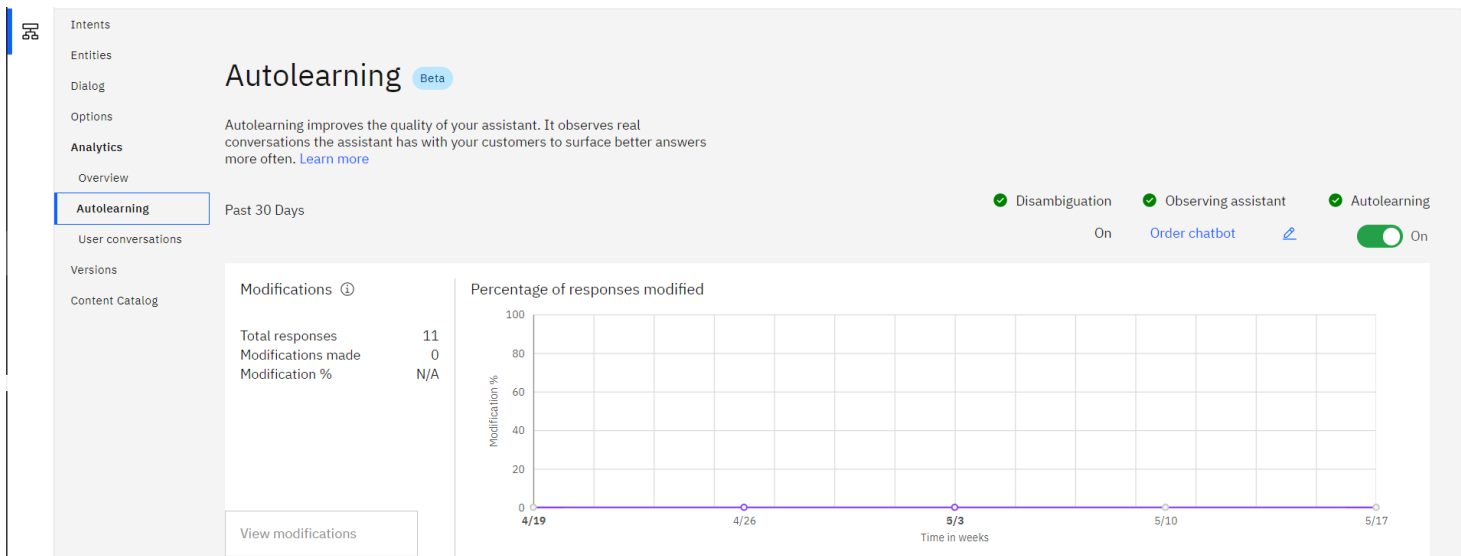 Intents
Entities
Dialog
Options
Analytics
Overview
Autolearning
User conversations
Versions
Content Catalog
Autolearning Beta
Autolearning improves the quality of your assistant. It observes real
conversations the assistant has with your customers to surface better answers
more often. Learn more
Past 30 Days
Disambiguation
On
Observing assistant
Order chatbot
Autolearning
On
Modifications
Total responses 11
Modifications made 0
Modification % N/A
View modifications
Percentage of responses modified
Modification %
100
80
60
40
20
0
4/19 4/26 5/3 5/10 5/17
Time in weeks